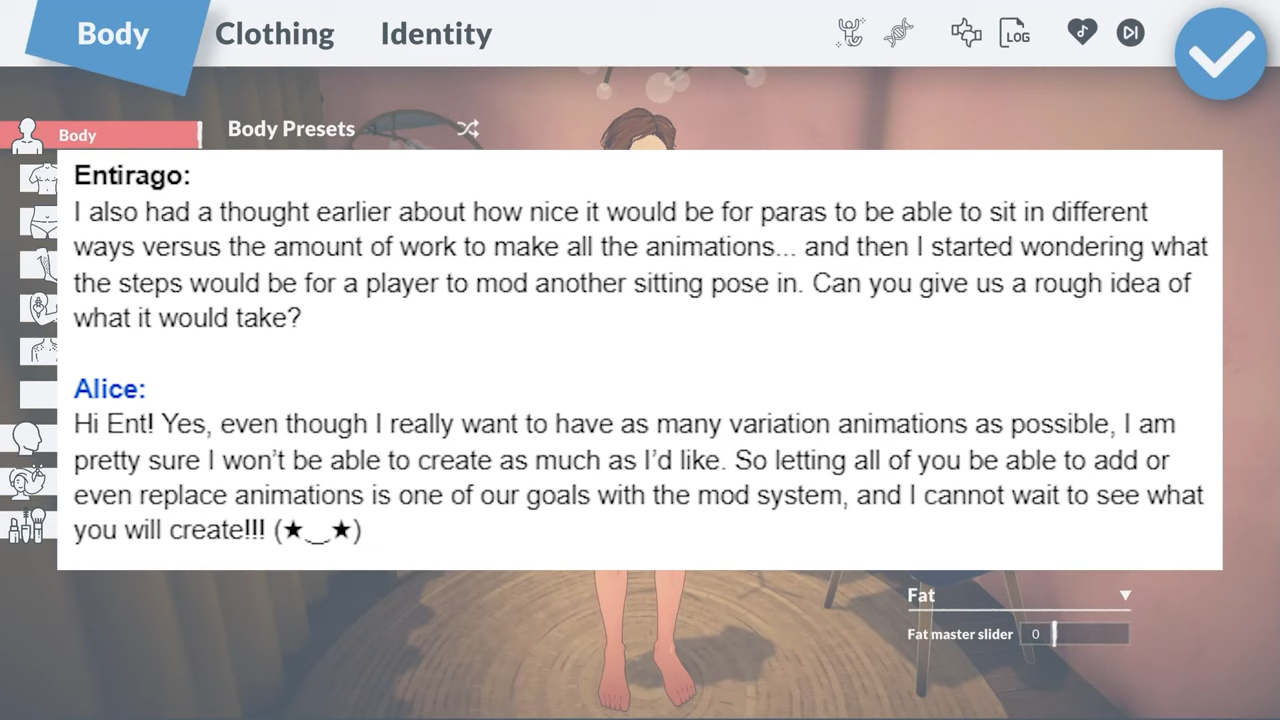 Body Clothing Identity
LOG
Body
Body Presets
Entirago:
I also had a thought earlier about how nice it would be for paras to be able to sit in different
ways versus the amount of work to make all the animations... and then I started wondering what
the steps would be for a player to mod another sitting pose in. Can you give us a rough idea of
what it would take?
Alice:
Hi Ent! Yes, even though I really want to have as many variation animations as possible, I am
pretty sure I won't be able to create as much as I'd like. So letting all of you be able to add or
even replace animations is one of our goals with the mod system, and I cannot wait to see what
you will create!!! (★‿★)
Fat
Fat master slider 0